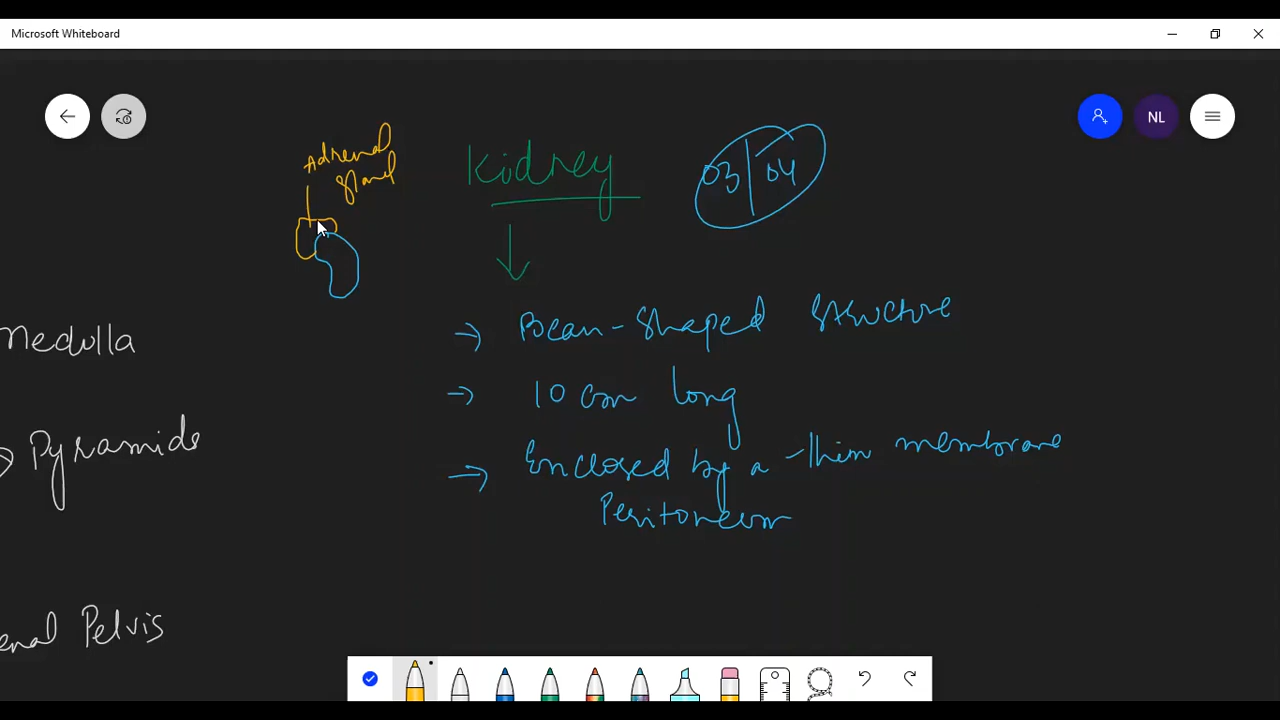 Microsoft Whiteboard
NL
Adrenal
gland
Kidney
03 | 04
→ Bean-Shaped Structure
→ 10 cm long
→ Enclosed by a thin membrane
Peritoneum
Medulla
→ Pyramids
enal Pelvis